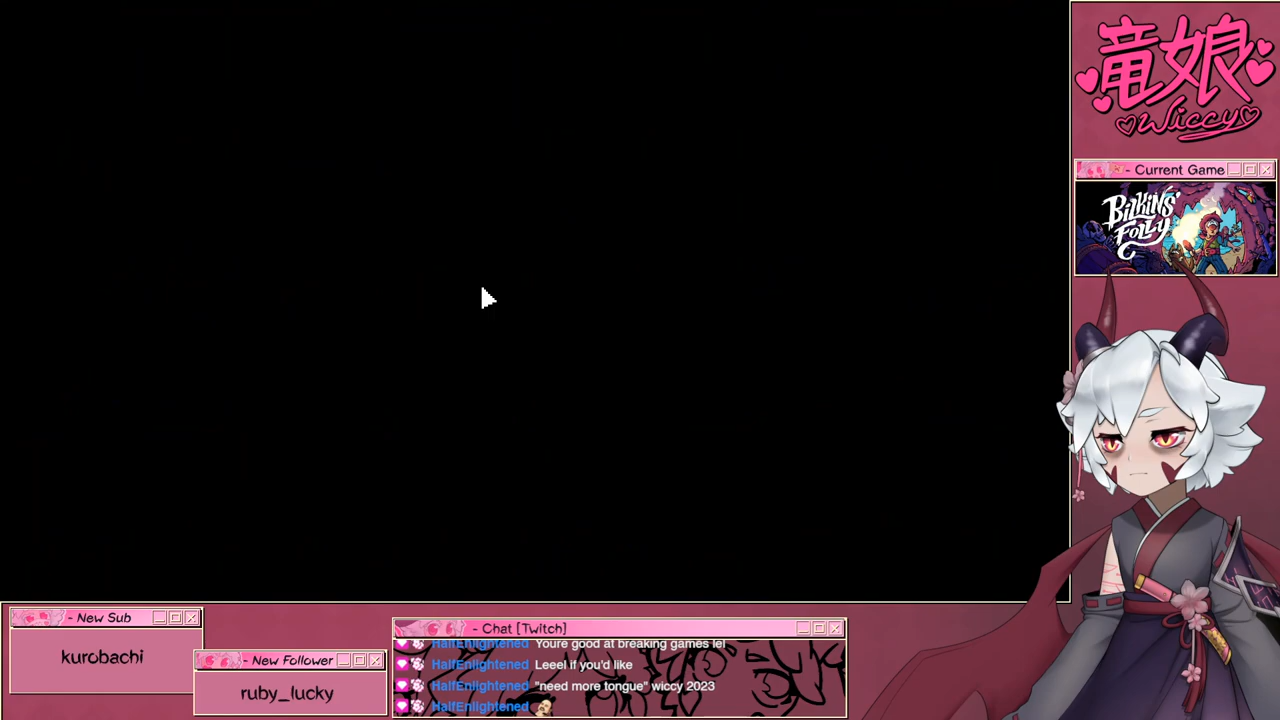 竜娘
Wiccy
- Current Game
BILKINS' FOLLY
- New Sub
kurobachi
- New Follower
ruby_lucky
- Chat [Twitch]
HalfEnlightened Youre good at breaking games lel
HalfEnlightened Leeel if you'd like
HalfEnlightened "need more tongue" wiccy 2023
HalfEnlightened